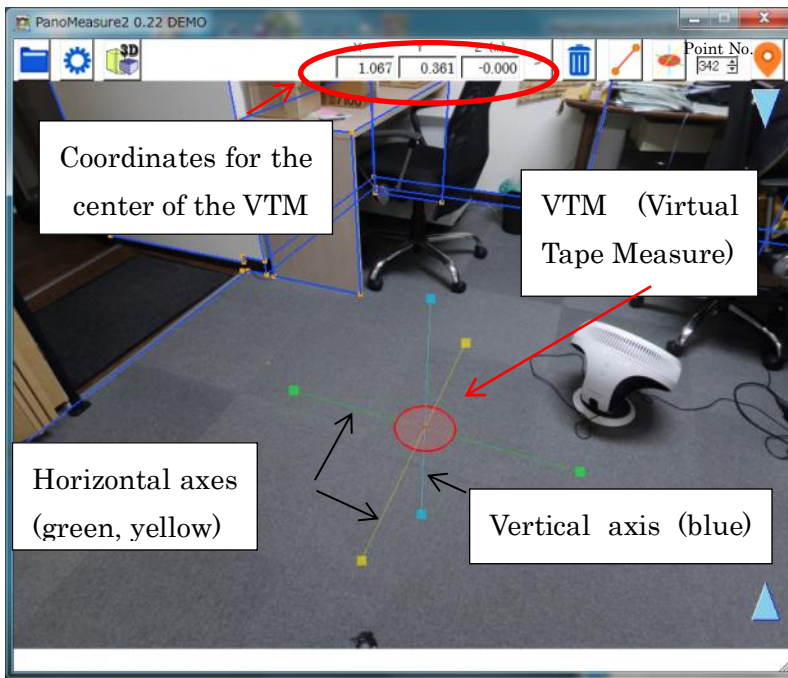 PanoMeasure2 0.22 DEMO
3D
X Y Z (m)
1.067 0.361 -0.000
Point No.
342
Coordinates for the
center of the VTM
VTM (Virtual
Tape Measure)
Horizontal axes
(green, yellow)
Vertical axis (blue)